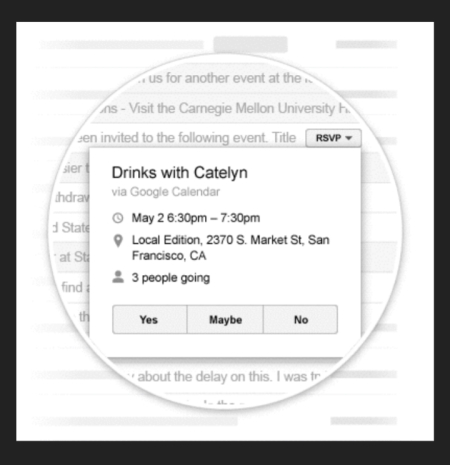 us for another event at the
- Visit the Carnegie Mellon University
invited to the following event. Title RSVP
Drinks with Catelyn
via Google Calendar
May 2 6:30pm – 7:30pm
Local Edition, 2370 S. Market St, San
Francisco, CA
3 people going
Yes Maybe No
at
find
about the delay on this. I was